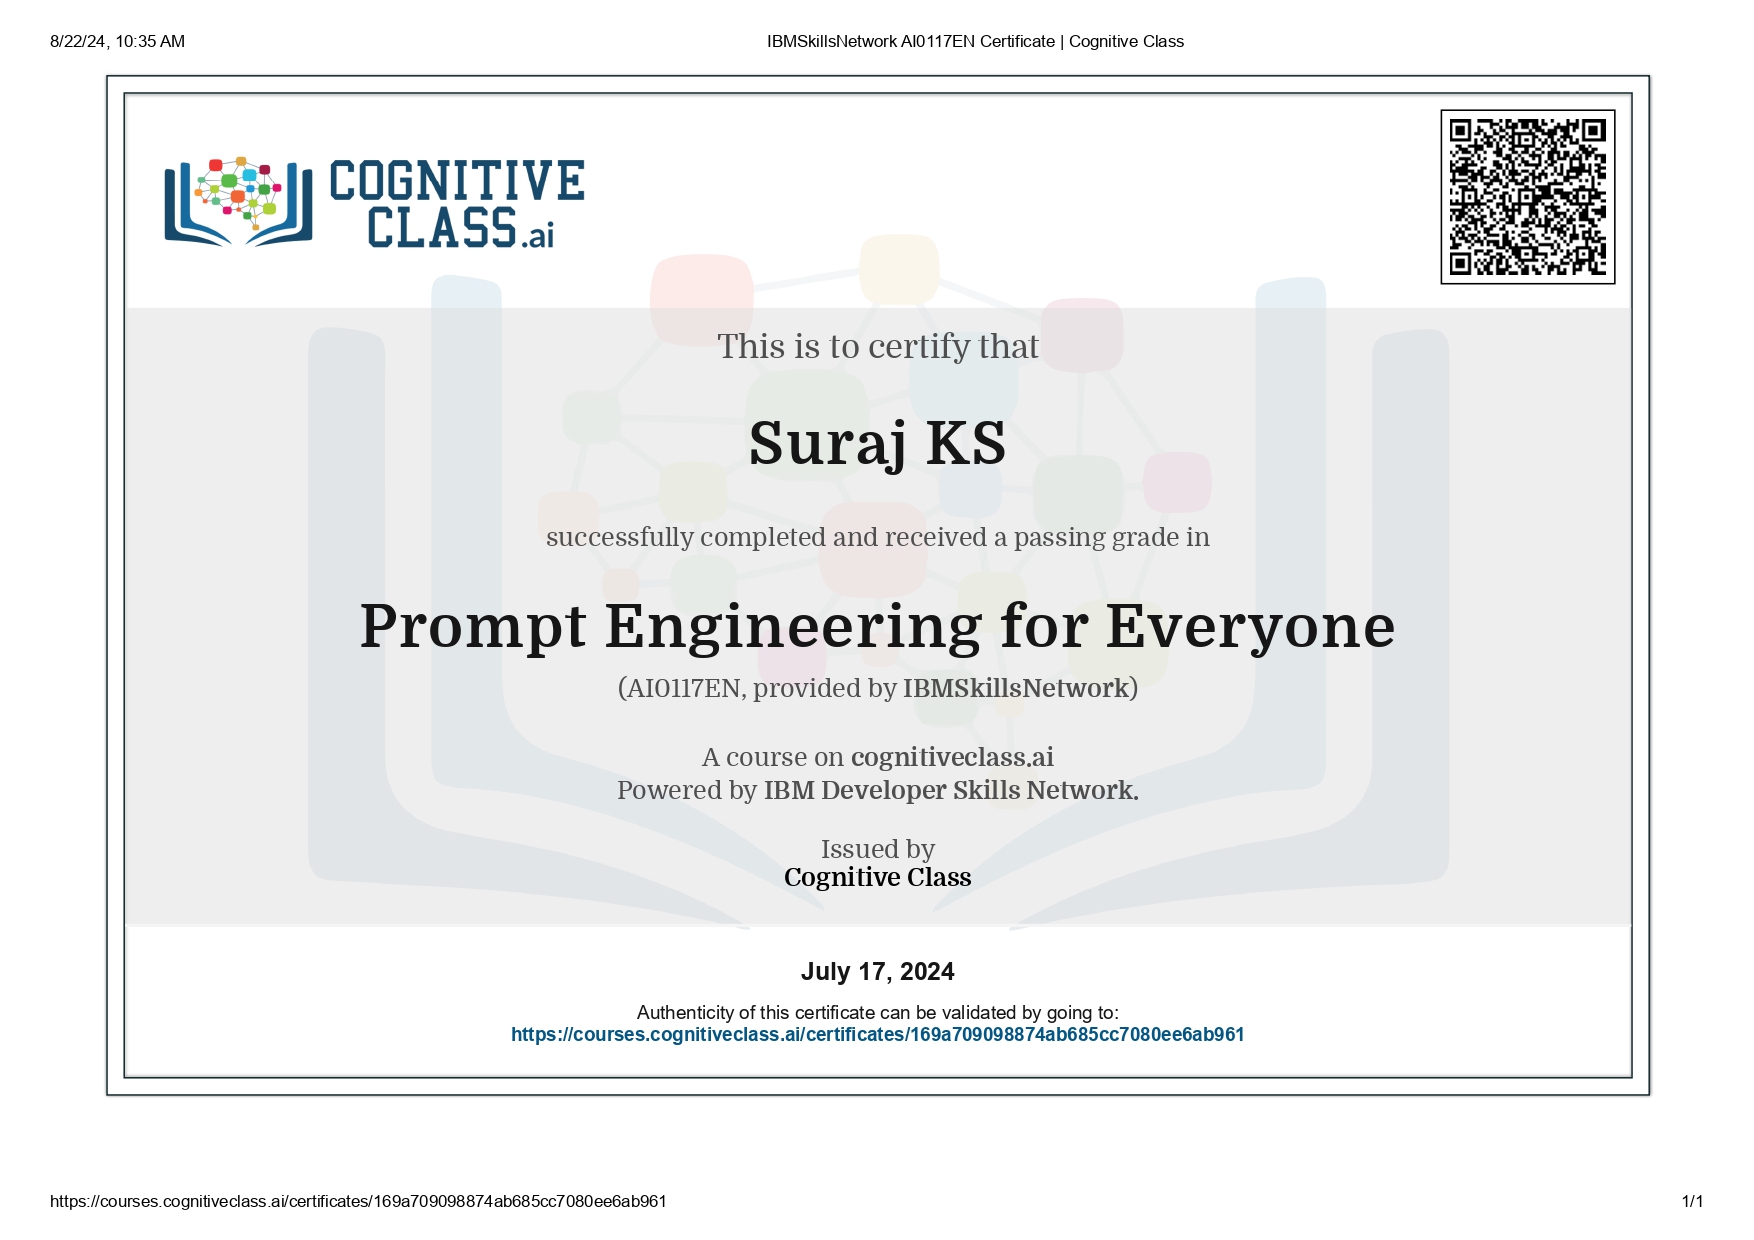 8/22/24, 10:35 AM
IBMSkillsNetwork AI0117EN Certificate | Cognitive Class
COGNITIVE
CLASS.ai
This is to certify that
Suraj KS
successfully completed and received a passing grade in
Prompt Engineering for Everyone
(AI0117EN, provided by IBMSkillsNetwork)
A course on cognitiveclass.ai
Powered by IBM Developer Skills Network.
Issued by
Cognitive Class
July 17, 2024
Authenticity of this certificate can be validated by going to:
https://courses.cognitiveclass.ai/certificates/169a709098874ab685cc7080ee6ab961
https://courses.cognitiveclass.ai/certificates/169a709098874ab685cc7080ee6ab961
1/1